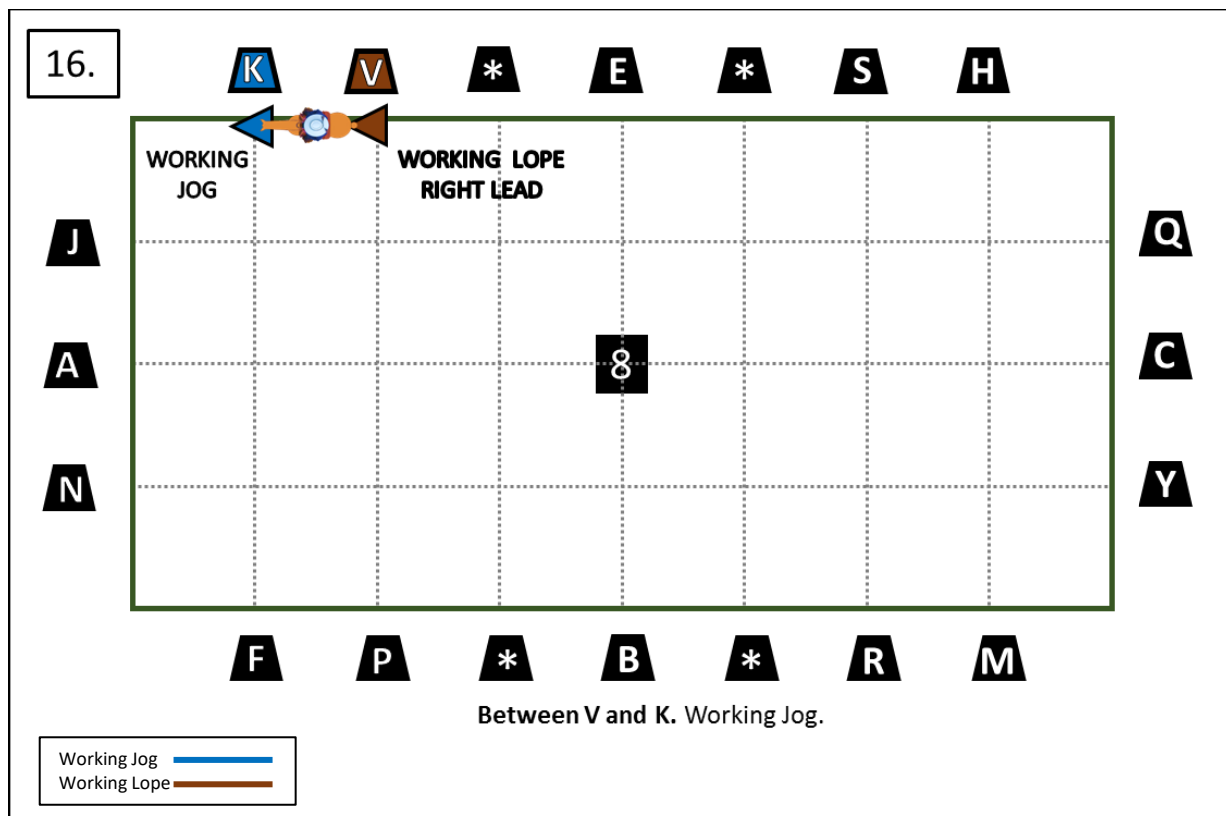 16.
K V * E * S H
WORKING WORKING LOPE
JOG RIGHT LEAD
J Q
A 8 C
N Y
F P * B * R M
Between V and K. Working Jog.
Working Jog
Working Lope